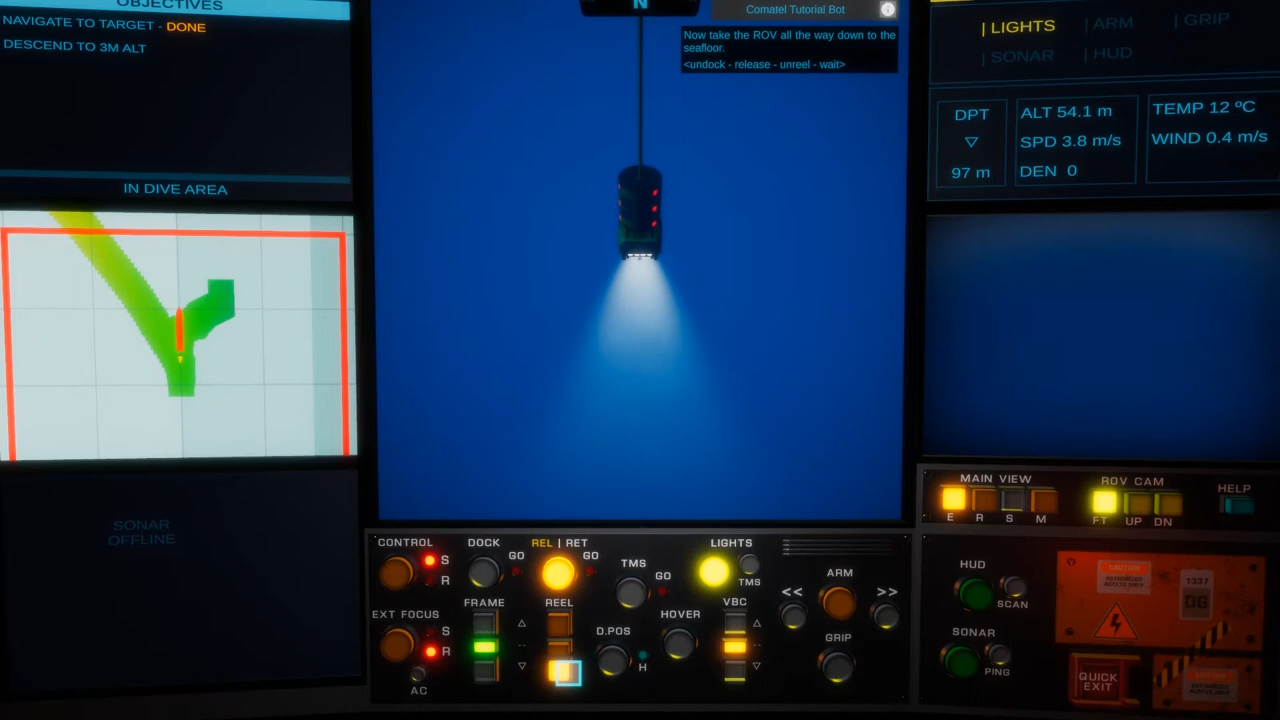 OBJECTIVES
NAVIGATE TO TARGET - DONE
DESCEND TO 3M ALT
IN DIVE AREA
SONAR
OFFLINE
N
Comatel Tutorial Bot
Now take the ROV all the way down to the
seafloor.
<undock - release - unreel - wait>
| LIGHTS | ARM | GRIP
| SONAR | HUD
DPT
97 m
ALT 54.1 m
SPD 3.8 m/s
DEN 0
TEMP 12 ºC
WIND 0.4 m/s
MAIN VIEW
E R S M
ROV CAM
FT UP DN
HELP
CONTROL
S
R
DOCK
GO
REL | RET
GO
TMS
GO
LIGHTS
TMS
EXT FOCUS
S
R
AC
FRAME
REEL
D.POS
H
HOVER
VBC
<< ARM >>
GRIP
HUD
SCAN
SONAR
PING
CAUTION
1337
DG
QUICK
EXIT